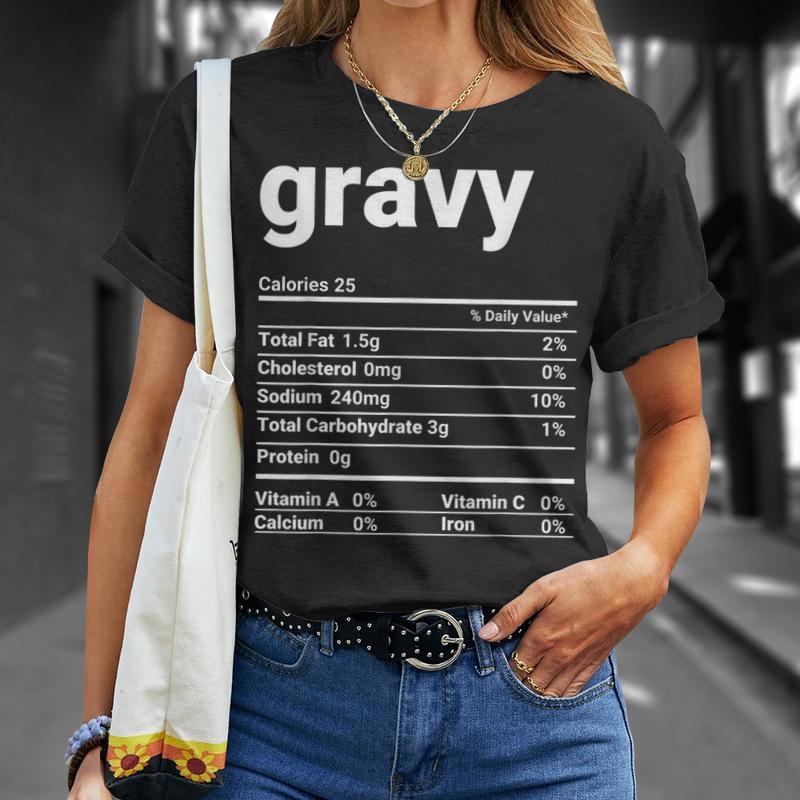 gravy
Calories 25
% Daily Value*
Total Fat 1.5g 2%
Cholesterol 0mg 0%
Sodium 240mg 10%
Total Carbohydrate 3g 1%
Protein 0g
Vitamin A 0% Vitamin C 0%
Calcium 0% Iron 0%